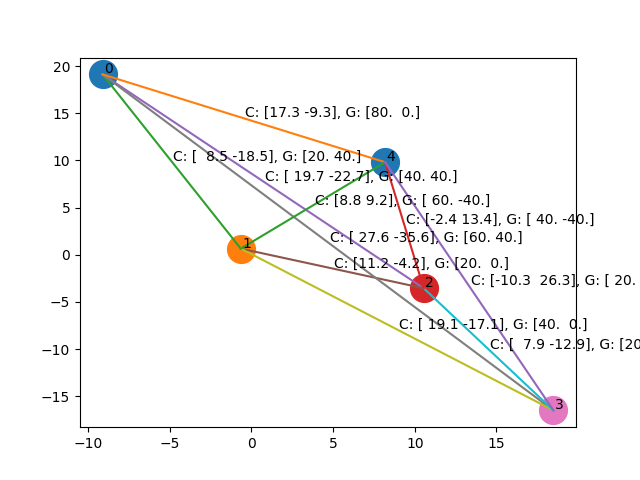 20
15
10
5
0
−5
−10
−15
−10
−5
0
5
10
15
0
1
2
3
4
C: [17.3 -9.3], G: [80.  0.]
C: [  8.5 -18.5], G: [20. 40.]
C: [ 19.7 -22.7], G: [40. 40.]
C: [8.8 9.2], G: [ 60. -40.]
C: [-2.4 13.4], G: [ 40. -40.]
C: [ 27.6 -35.6], G: [60. 40.]
C: [11.2 -4.2], G: [20.  0.]
C: [-10.3  26.3], G: [ 20.
C: [ 19.1 -17.1], G: [40.  0.]
C: [  7.9 -12.9], G: [20